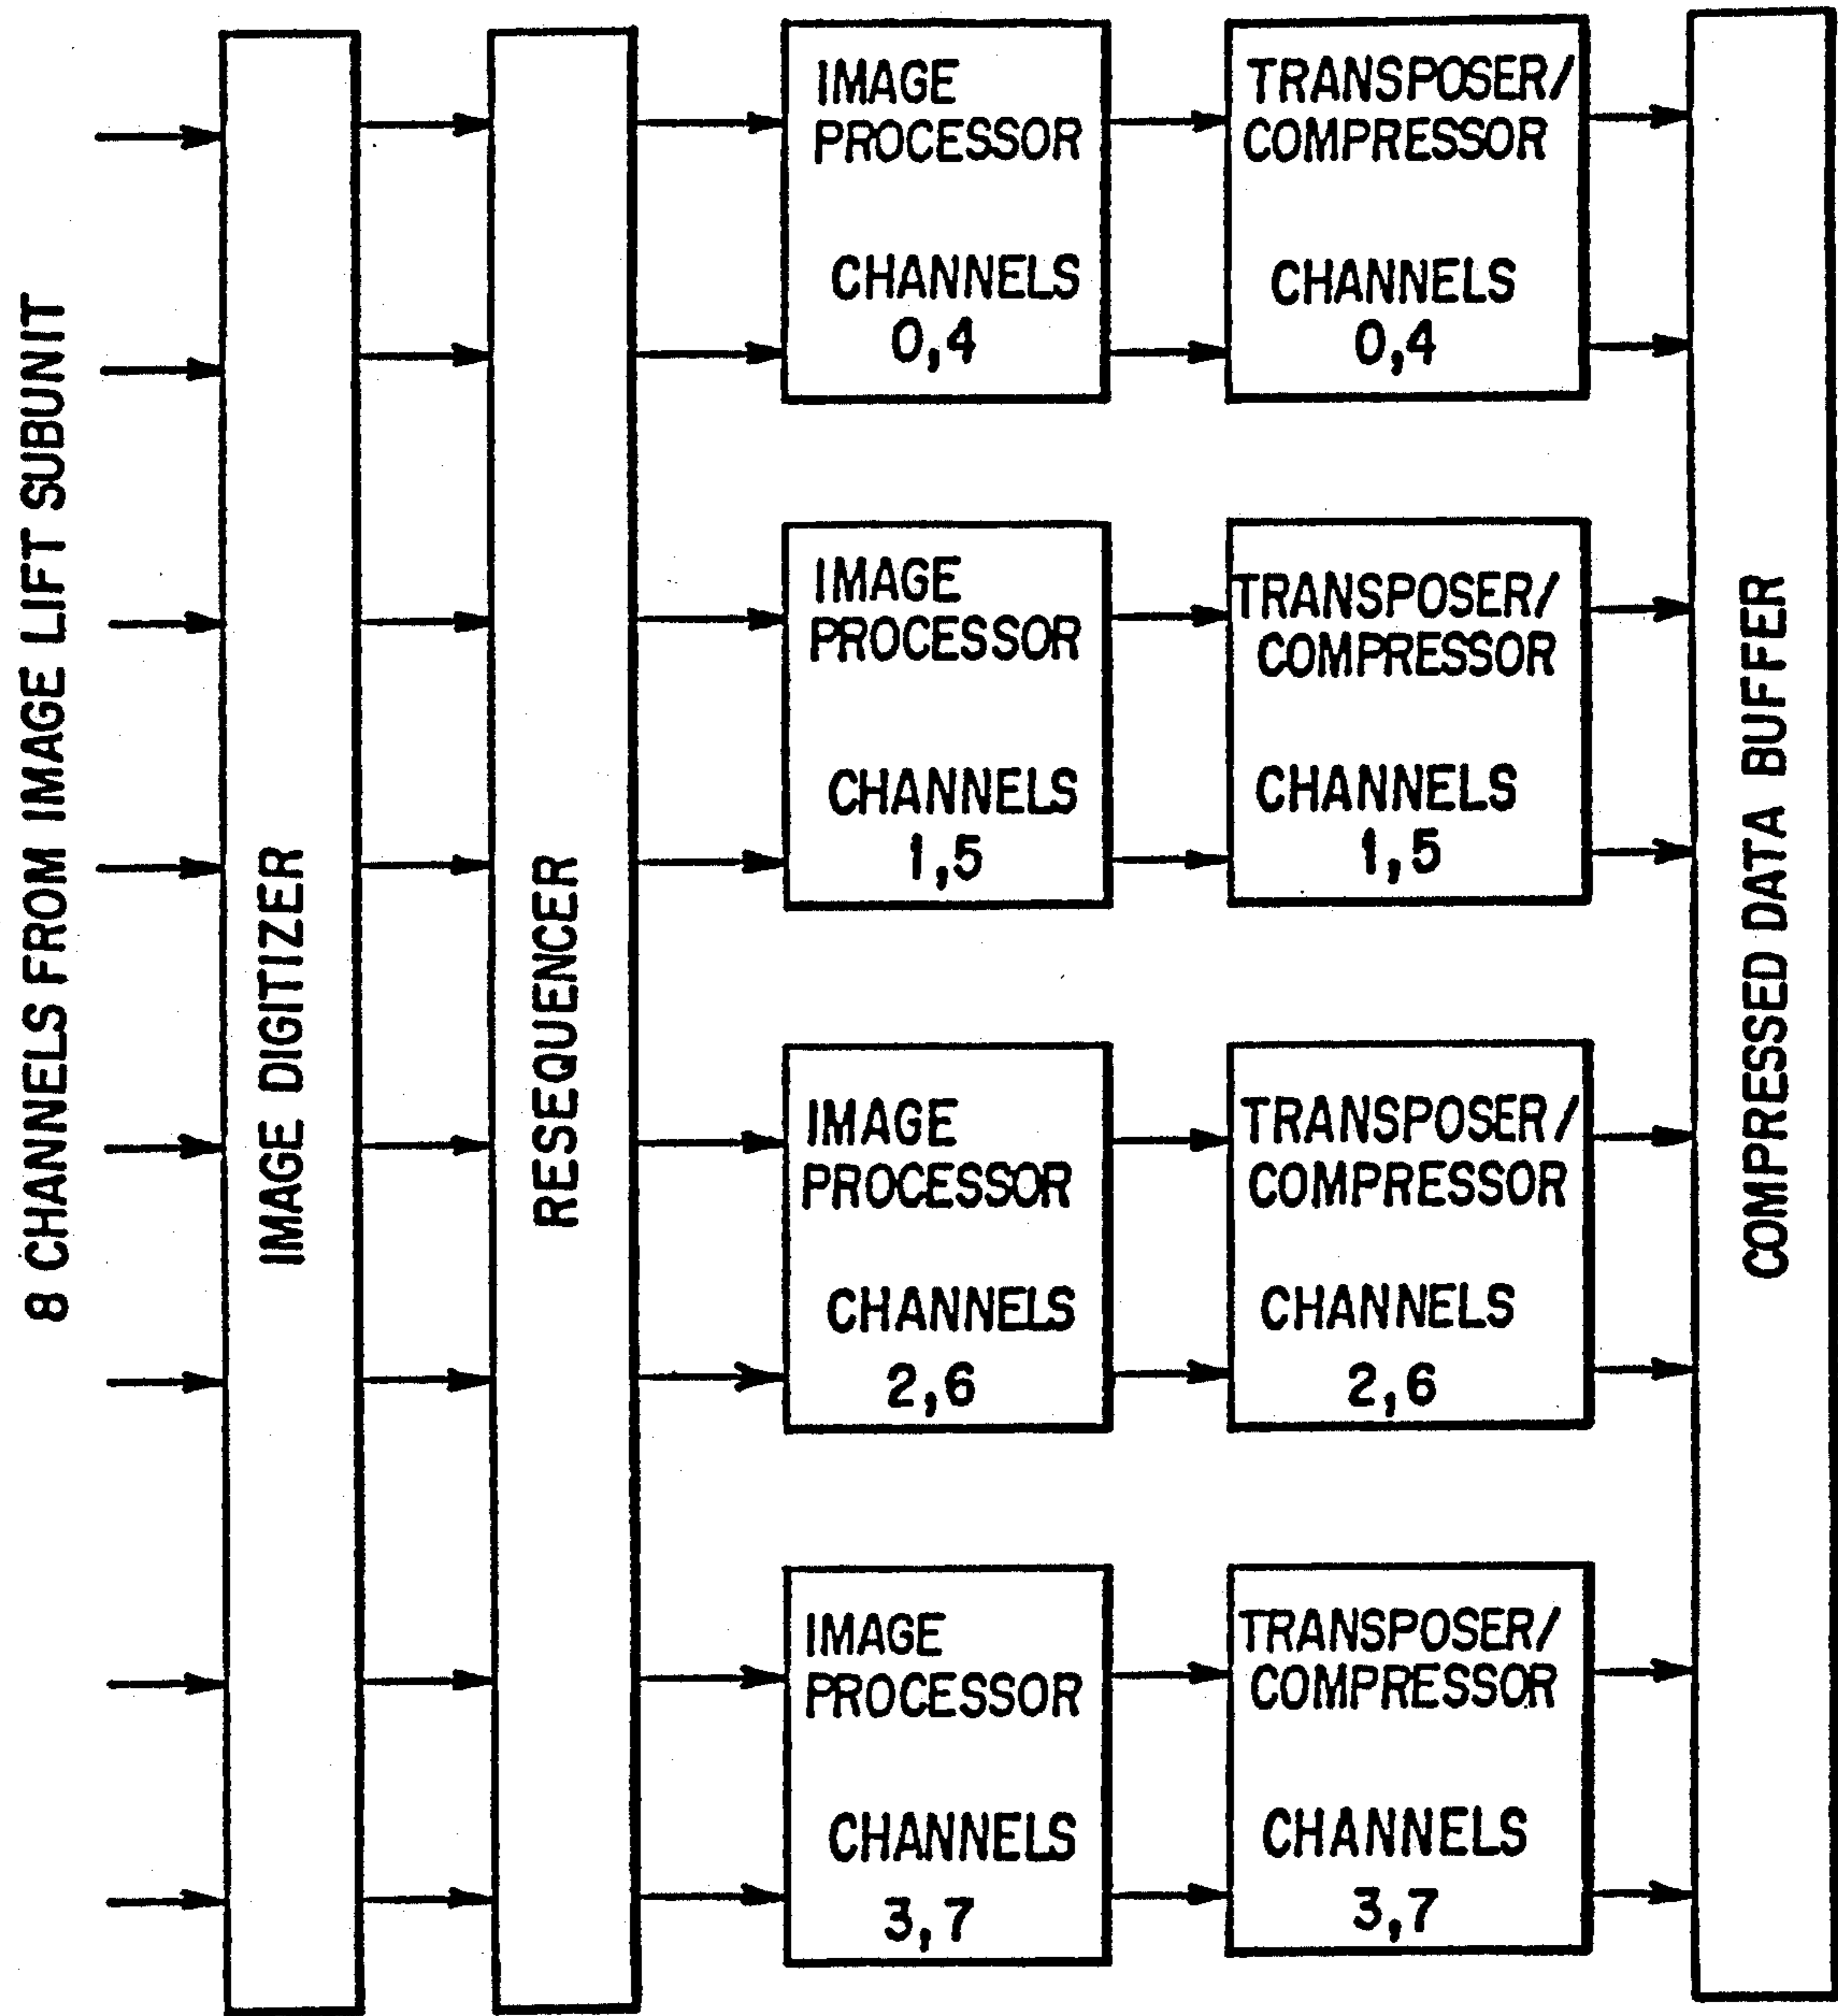 8 CHANNELS FROM IMAGE LIFT SUBUNIT
IMAGE DIGITIZER
RESEQUENCER
IMAGE
PROCESSOR
CHANNELS
0,4
TRANSPOSER/
COMPRESSOR
CHANNELS
0,4
IMAGE
PROCESSOR
CHANNELS
1,5
TRANSPOSER/
COMPRESSOR
CHANNELS
1,5
IMAGE
PROCESSOR
CHANNELS
2,6
TRANSPOSER/
COMPRESSOR
CHANNELS
2,6
IMAGE
PROCESSOR
CHANNELS
3,7
TRANSPOSER/
COMPRESSOR
CHANNELS
3,7
COMPRESSED DATA BUFFER